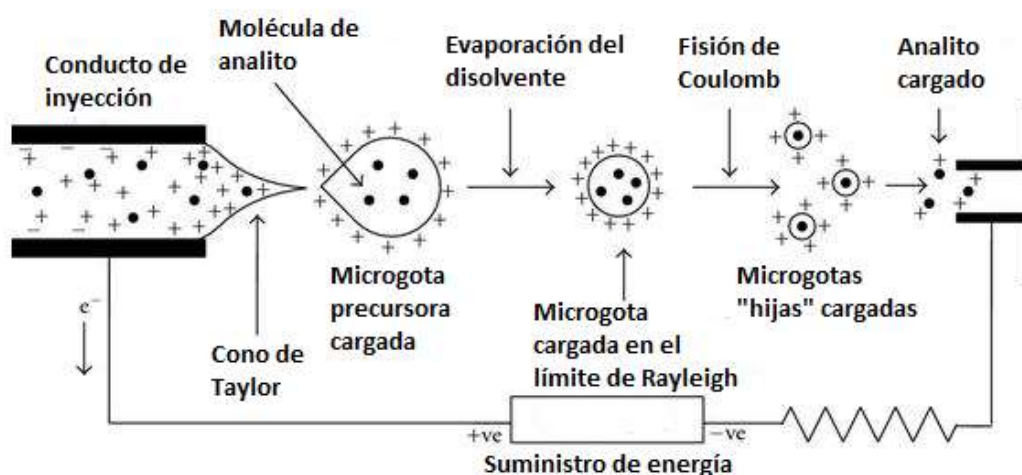 Conducto de
inyección
Molécula de
analito
Evaporación del
disolvente
Fisión de
Coulomb
Analito
cargado
Microgota
precursora
cargada
Microgota
cargada en el
límite de Rayleigh
Microgotas
"hijas" cargadas
e⁻
Cono de
Taylor
+ve
−ve
Suministro de energía